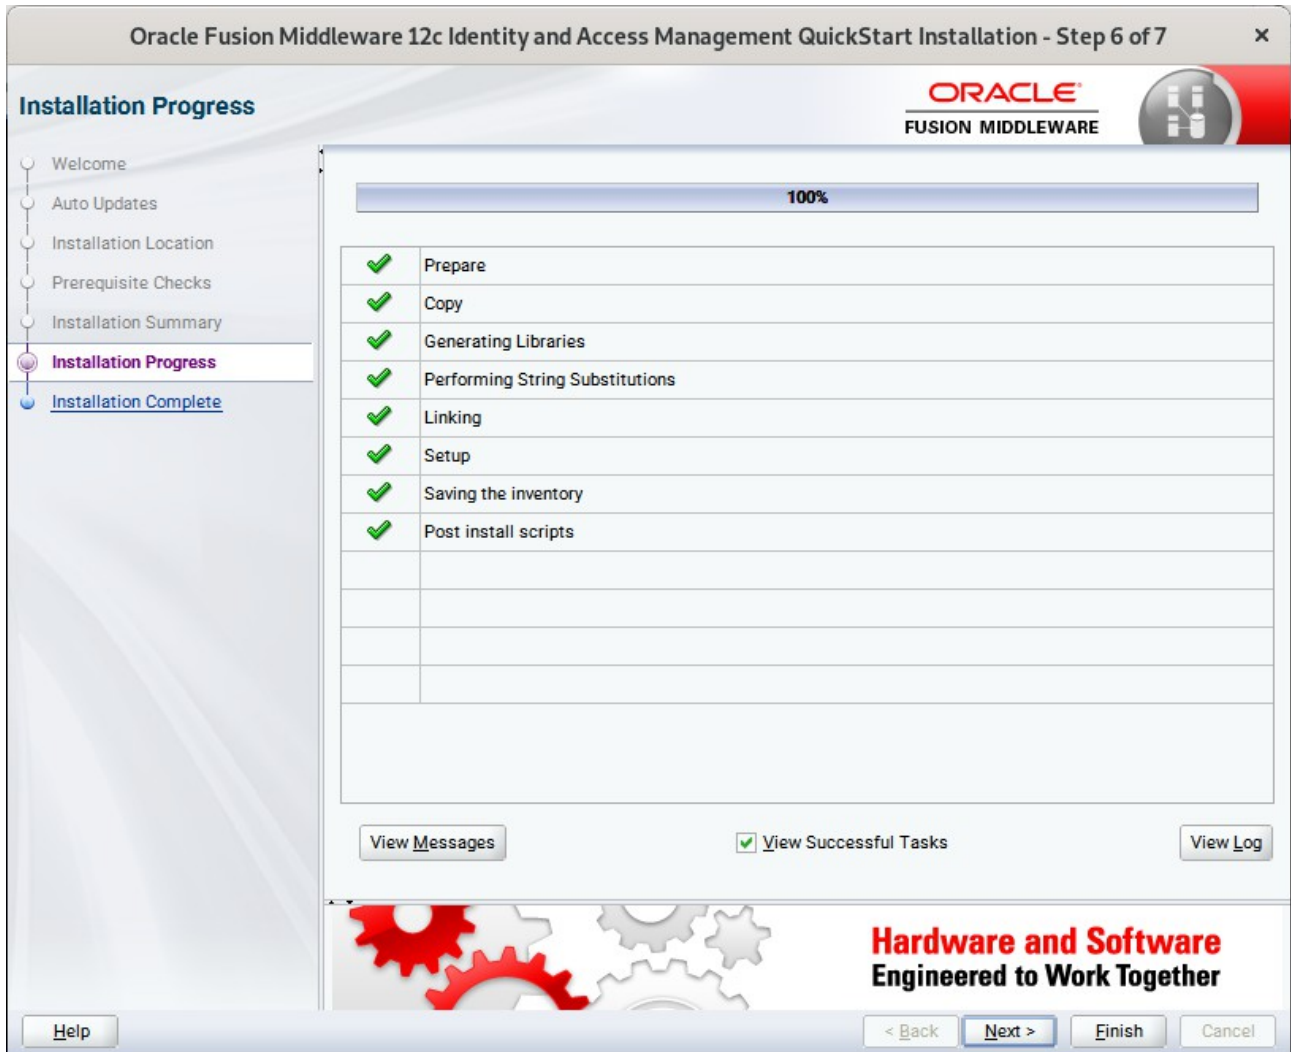 Oracle Fusion Middleware 12c Identity and Access Management QuickStart Installation - Step 6 of 7
Installation Progress
ORACLE
FUSION MIDDLEWARE
Welcome
Auto Updates
Installation Location
Prerequisite Checks
Installation Summary
Installation Progress
Installation Complete
100%
Prepare
Copy
Generating Libraries
Performing String Substitutions
Linking
Setup
Saving the inventory
Post install scripts
View Messages
View Successful Tasks
View Log
Hardware and Software
Engineered to Work Together
Help
< Back
Next >
Finish
Cancel